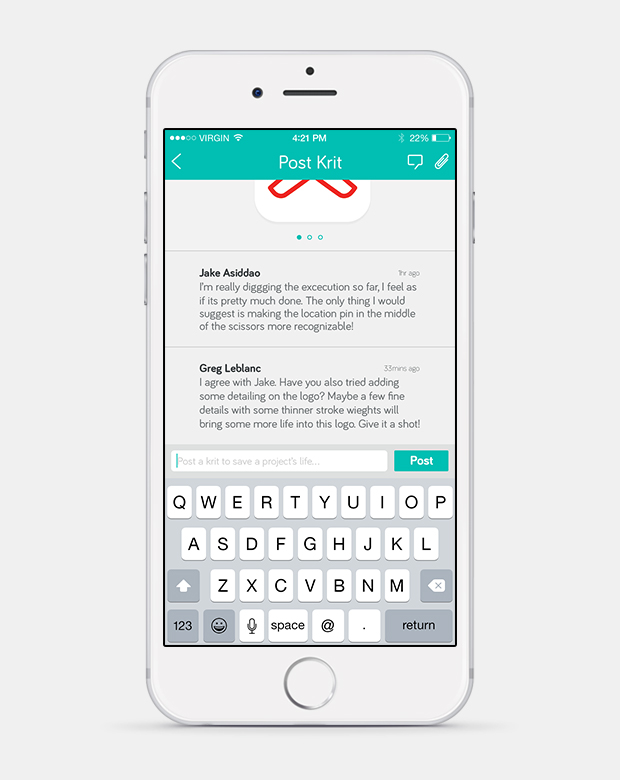 VIRGIN 4:21 PM 22%
Post Krit
Jake Asiddao 1hr ago
I'm really diggging the excecution so far, I feel as
if its pretty much done. The only thing I would
suggest is making the location pin in the middle
of the scissors more recognizable!
Greg Leblanc 33mins ago
I agree with Jake. Have you also tried adding
some detailing on the logo? Maybe a few fine
details with some thinner stroke wieghts will
bring some more life into this logo. Give it a shot!
Post a krit to save a project's life... Post
Q W E R T Y U I O P
A S D F G H J K L
Z X C V B N M
123 space @ . return